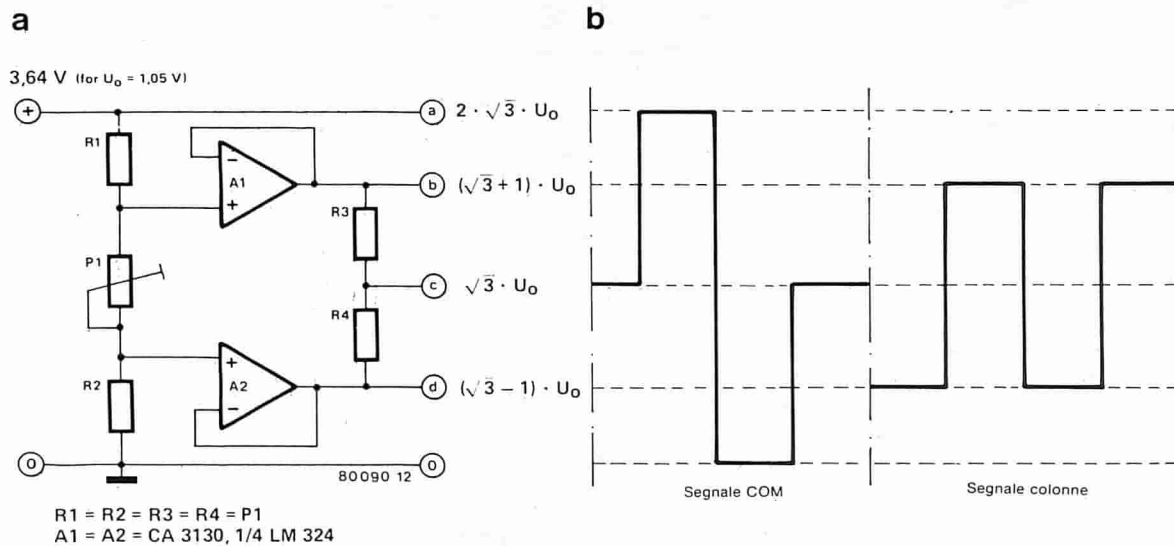 a
b
3,64 V (for U₀ = 1,05 V)
+
a 2 · √3 · U₀
R1
− A1 +
b (√3+1) · U₀
R3
P1
c √3 · U₀
R4
+ A2 −
R2
d (√3−1) · U₀
0
0
80090 12
Segnale COM
Segnale colonne
R1 = R2 = R3 = R4 = P1
A1 = A2 = CA 3130, 1/4 LM 324